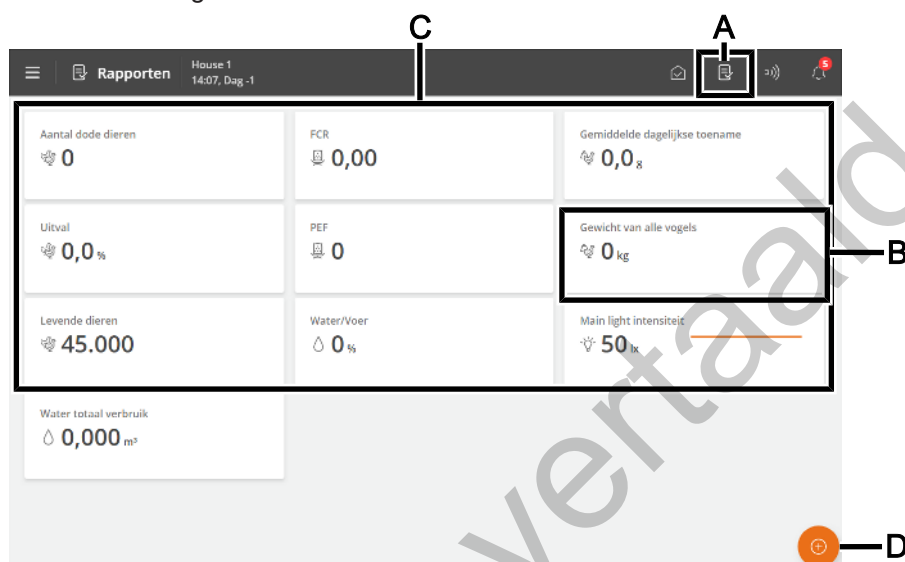 C
A
Rapporten
House 1
14:07, Dag -1
5
Aantal dode dieren
0
FCR
0,00
Gemiddelde dagelijkse toename
0,0 g
Uitval
0,0 %
PEF
0
Gewicht van alle vogels
0 kg
B
Levende dieren
45.000
Water/Voer
0 %
Main light intensiteit
50 lx
Water totaal verbruik
0,000 m³
D
vertaald